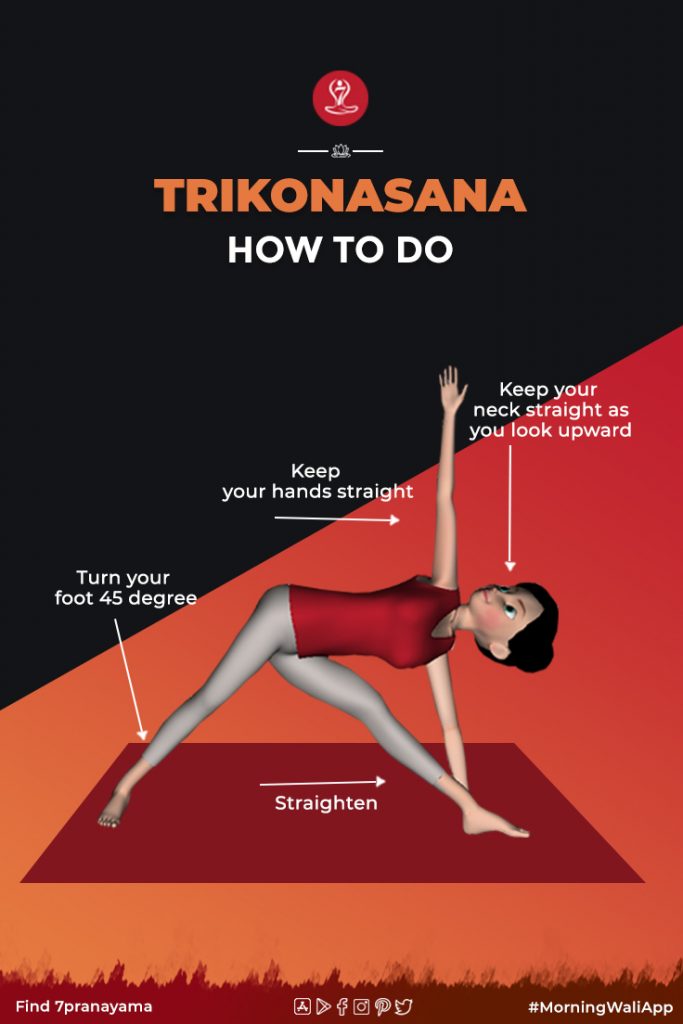 TRIKONASANA
HOW TO DO
Keep your
neck straight as
you look upward
Keep
your hands straight
Turn your
foot 45 degree
Straighten
Find 7pranayama
#MorningWaliApp